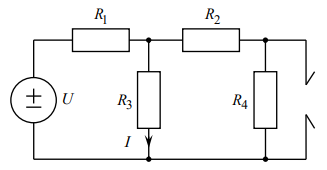 R₁ R₂
U R₃ R₄
I